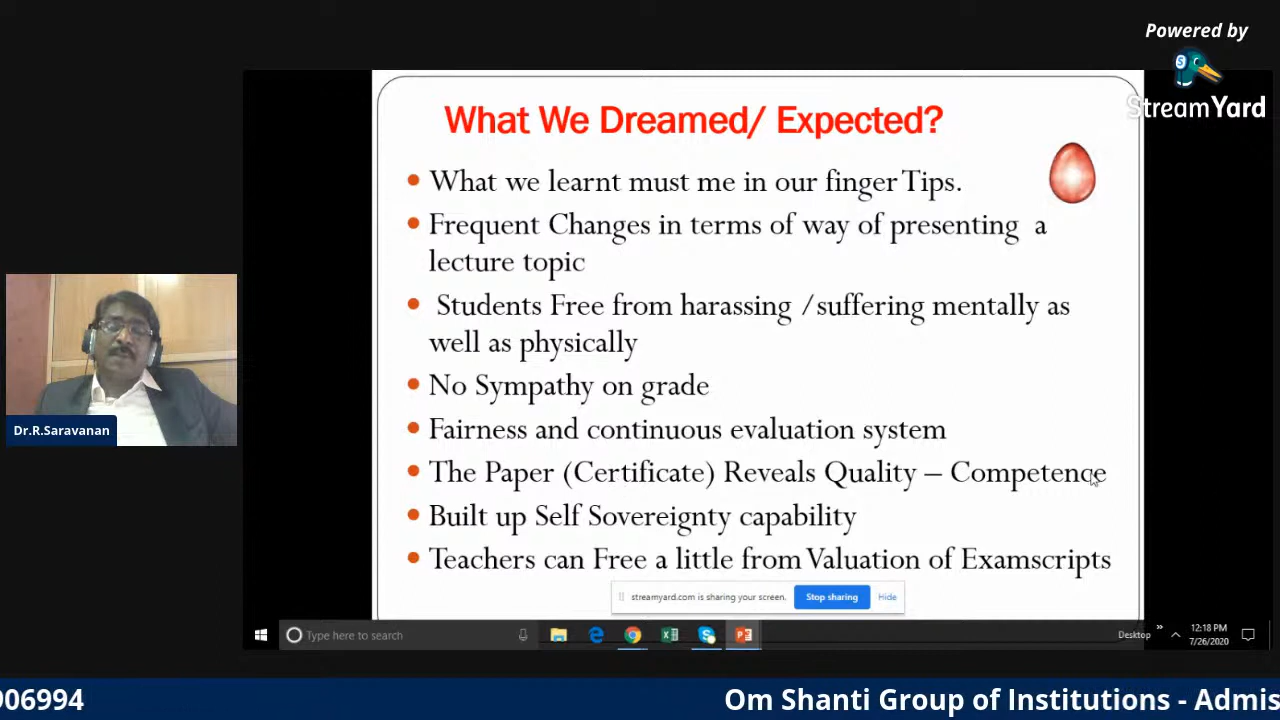 Powered by
S
StreamYard
What We Dreamed/ Expected?
• What we learnt must me in our finger Tips.
• Frequent Changes in terms of way of presenting a
lecture topic
• Students Free from harassing /suffering mentally as
well as physically
• No Sympathy on grade
• Fairness and continuous evaluation system
• The Paper (Certificate) Reveals Quality – Competence
• Built up Self Sovereignty capability
• Teachers can Free a little from Valuation of Examscripts
Dr.R.Saravanan
streamyard.com is sharing your screen.
Stop sharing
Hide
Type here to search
Desktop
12:18 PM
7/26/2020
906994
Om Shanti Group of Institutions - Admis